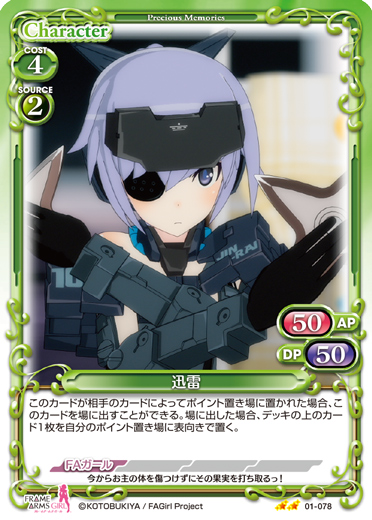 Precious Memories
Character
COST
4
SOURCE
2
JIN
RAI
50 AP
DP 50
迅雷
このカードが相手のカードによってポイント置き場に置かれた場合、こ
のカードを場に出すことができる。場に出した場合、デッキの上のカー
ド1枚を自分のポイント置き場に表向きで置く。
FAガール
今からお主の体を傷つけずにその果実を打ち取るっ!
FRAME
ARMS GIRL
©KOTOBUKIYA / FAGirl Project
01-078